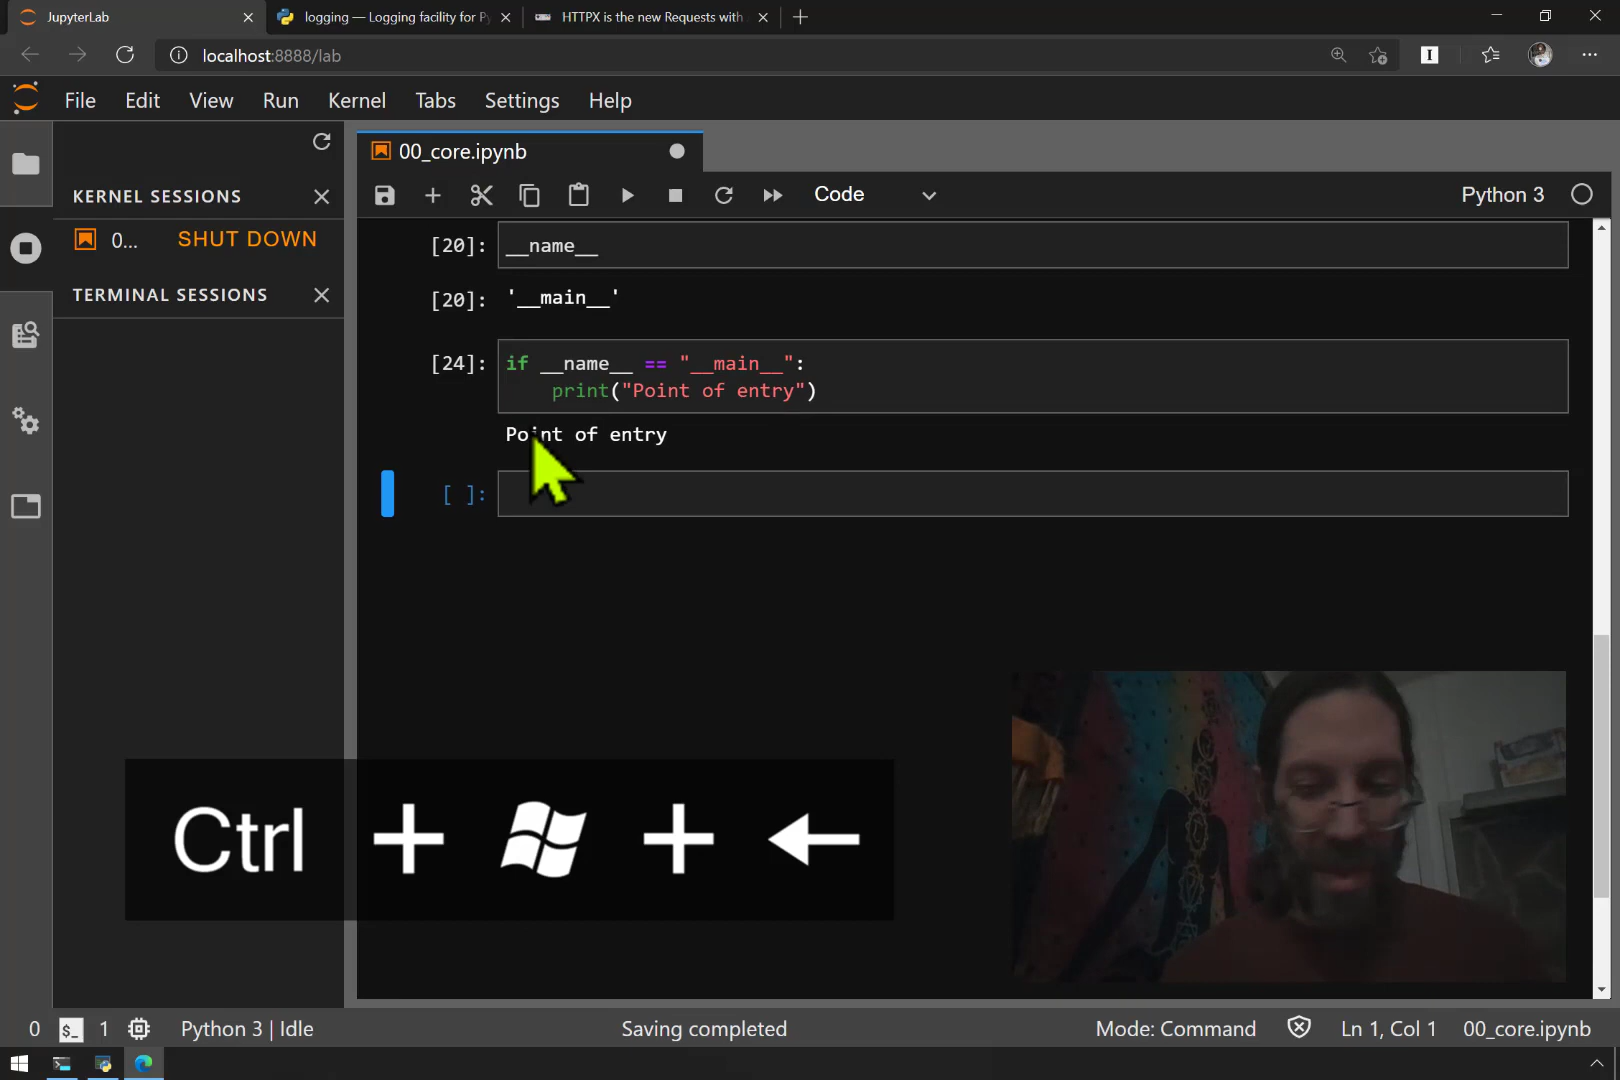 JupyterLab
logging — Logging facility for Py
HTTPX is the new Requests with
localhost:8888/lab
File Edit View Run Kernel Tabs Settings Help
00_core.ipynb
KERNEL SESSIONS
0... SHUT DOWN
TERMINAL SESSIONS
Code
Python 3
[20]: __name__
[20]: '__main__'
[24]: if __name__ == "__main__":
print("Point of entry")
Point of entry
[ ]:
Ctrl + + ←
0 $_ 1 Python 3 | Idle Saving completed Mode: Command Ln 1, Col 1 00_core.ipynb